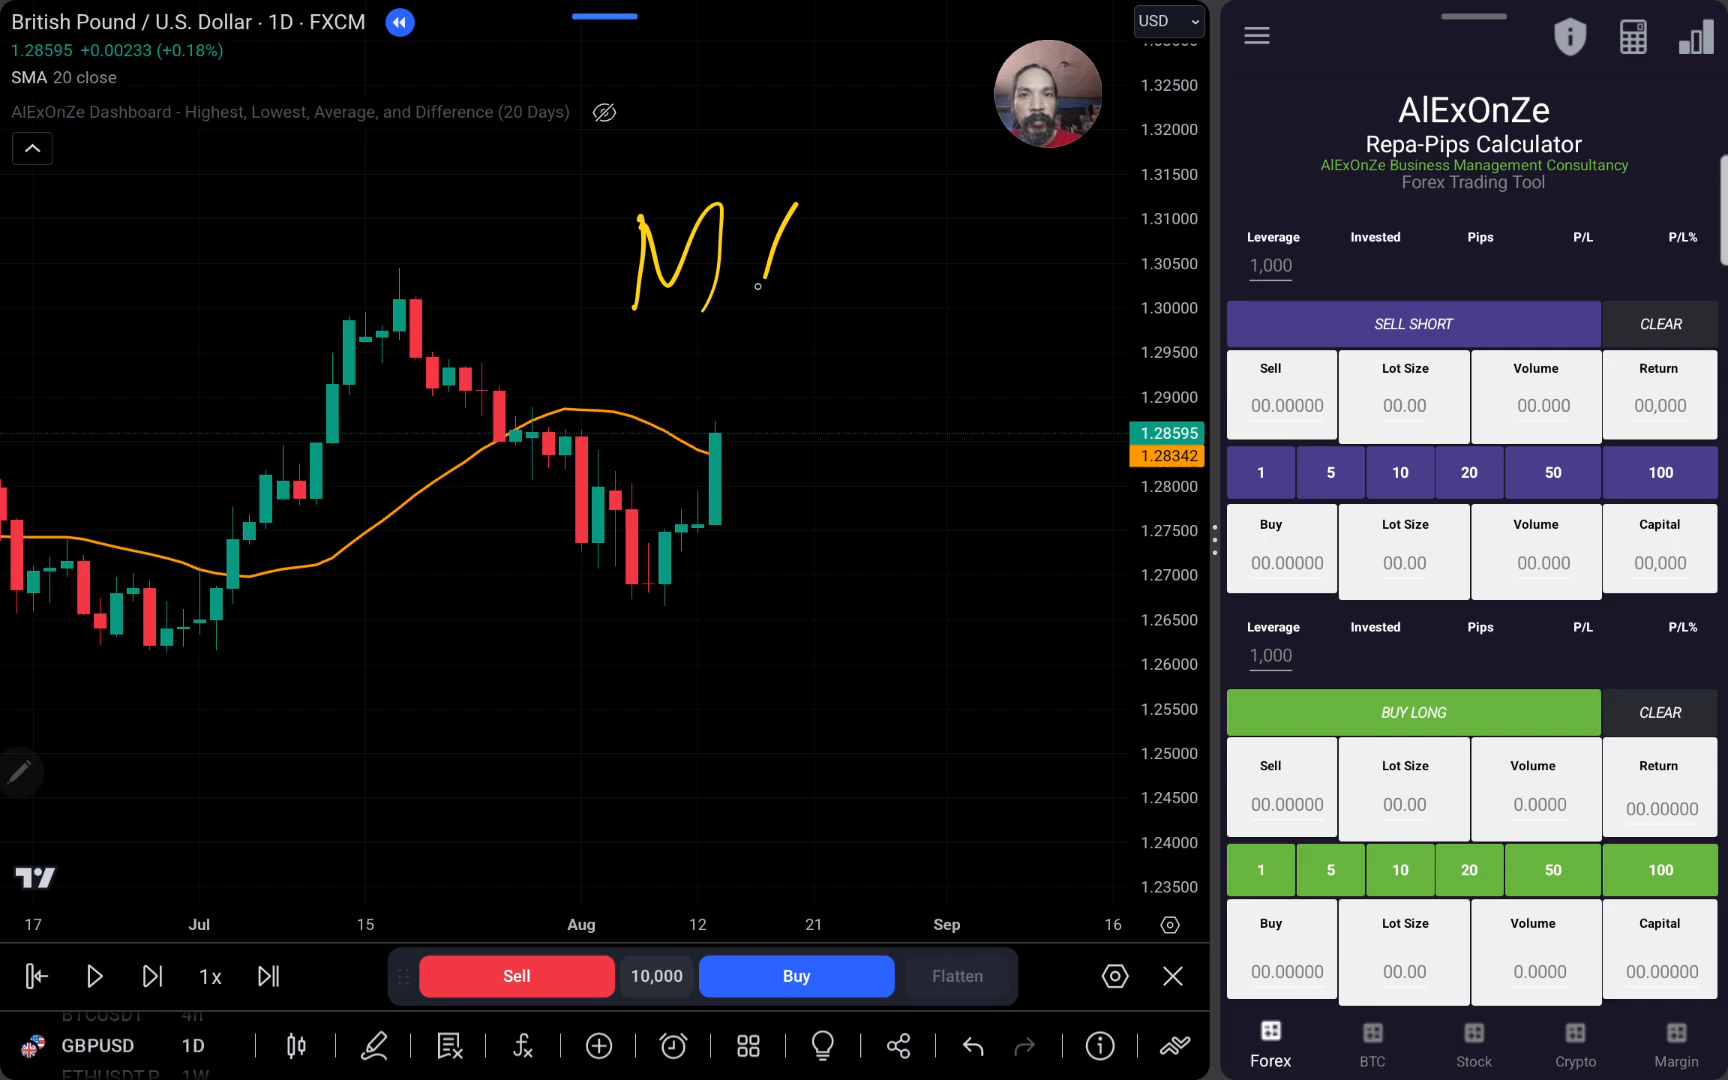 British Pound / U.S. Dollar · 1D · FXCM
1.28595 +0.00233 (+0.18%)
SMA 20 close
AlExOnZe Dashboard - Highest, Lowest, Average, and Difference (20 Days)
USD
1.32500
1.32000
1.31500
1.31000
1.30500
1.30000
1.29500
1.29000
1.28595
1.28342
1.28000
1.27500
1.27000
1.26500
1.26000
1.25500
1.25000
1.24500
1.24000
1.23500
M
17 Jul 15 Aug 12 21 Sep 16
1x
Sell 10,000 Buy Flatten
BTCUSDT 4h
GBPUSD 1D
ETHUSDT.P 1W
AlExOnZe
Repa-Pips Calculator
AlExOnZe Business Management Consultancy
Forex Trading Tool
Leverage Invested Pips P/L P/L%
1,000
SELL SHORT CLEAR
Sell Lot Size Volume Return
00.00000 00.00 00.000 00,000
1 5 10 20 50 100
Buy Lot Size Volume Capital
00.00000 00.00 00.000 00,000
Leverage Invested Pips P/L P/L%
1,000
BUY LONG CLEAR
Sell Lot Size Volume Return
00.00000 00.00 0.0000 00.00000
1 5 10 20 50 100
Buy Lot Size Volume Capital
00.00000 00.00 0.0000 00.00000
Forex BTC Stock Crypto Margin